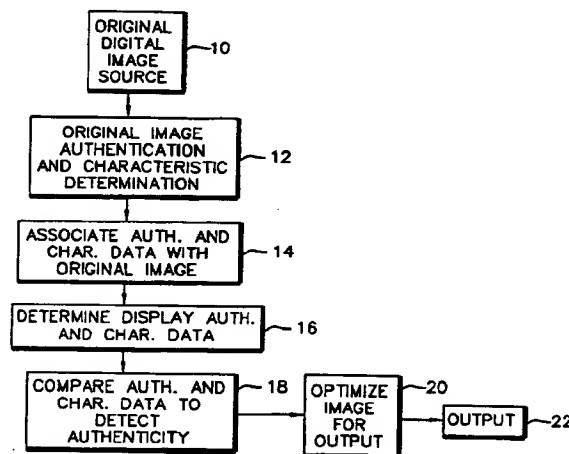 ORIGINAL
DIGITAL
IMAGE
SOURCE
10
ORIGINAL IMAGE
AUTHENTICATION
AND CHARACTERISTIC
DETERMINATION
12
ASSOCIATE AUTH. AND
CHAR. DATA WITH
ORIGINAL IMAGE
14
DETERMINE DISPLAY AUTH.
AND CHAR. DATA
16
COMPARE AUTH. AND
CHAR. DATA TO
DETECT
AUTHENTICITY
18
OPTIMIZE
IMAGE FOR
OUTPUT
20
OUTPUT
22